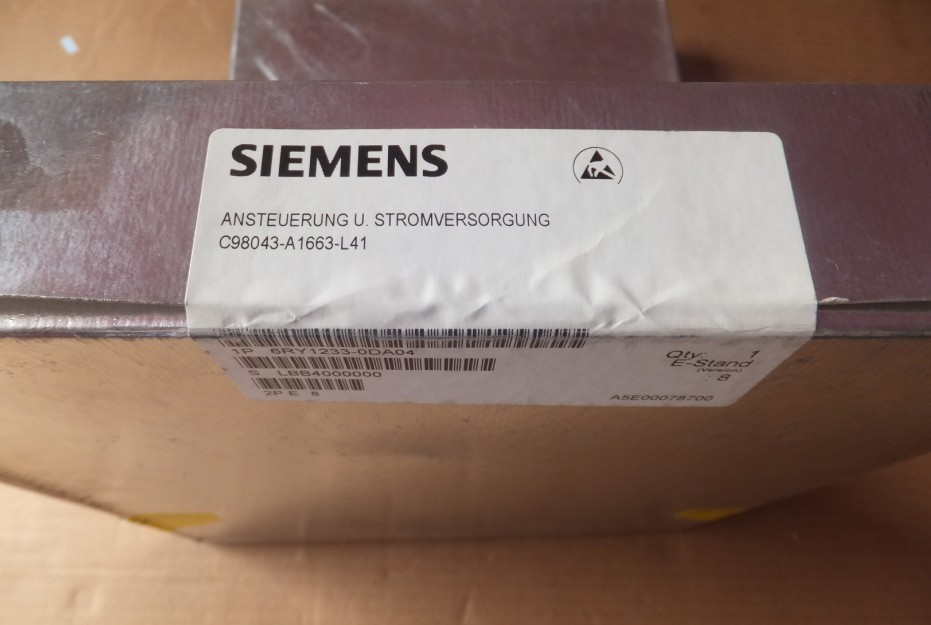 SIEMENS
ANSTEUERUNG U. STROMVERSORGUNG
C98043-A1663-L41
1P 6RY1233-0DA04
Qty. 1
S LBB4000000
E-Stand
(Version)
: 8
2P E 8
A5E00078700